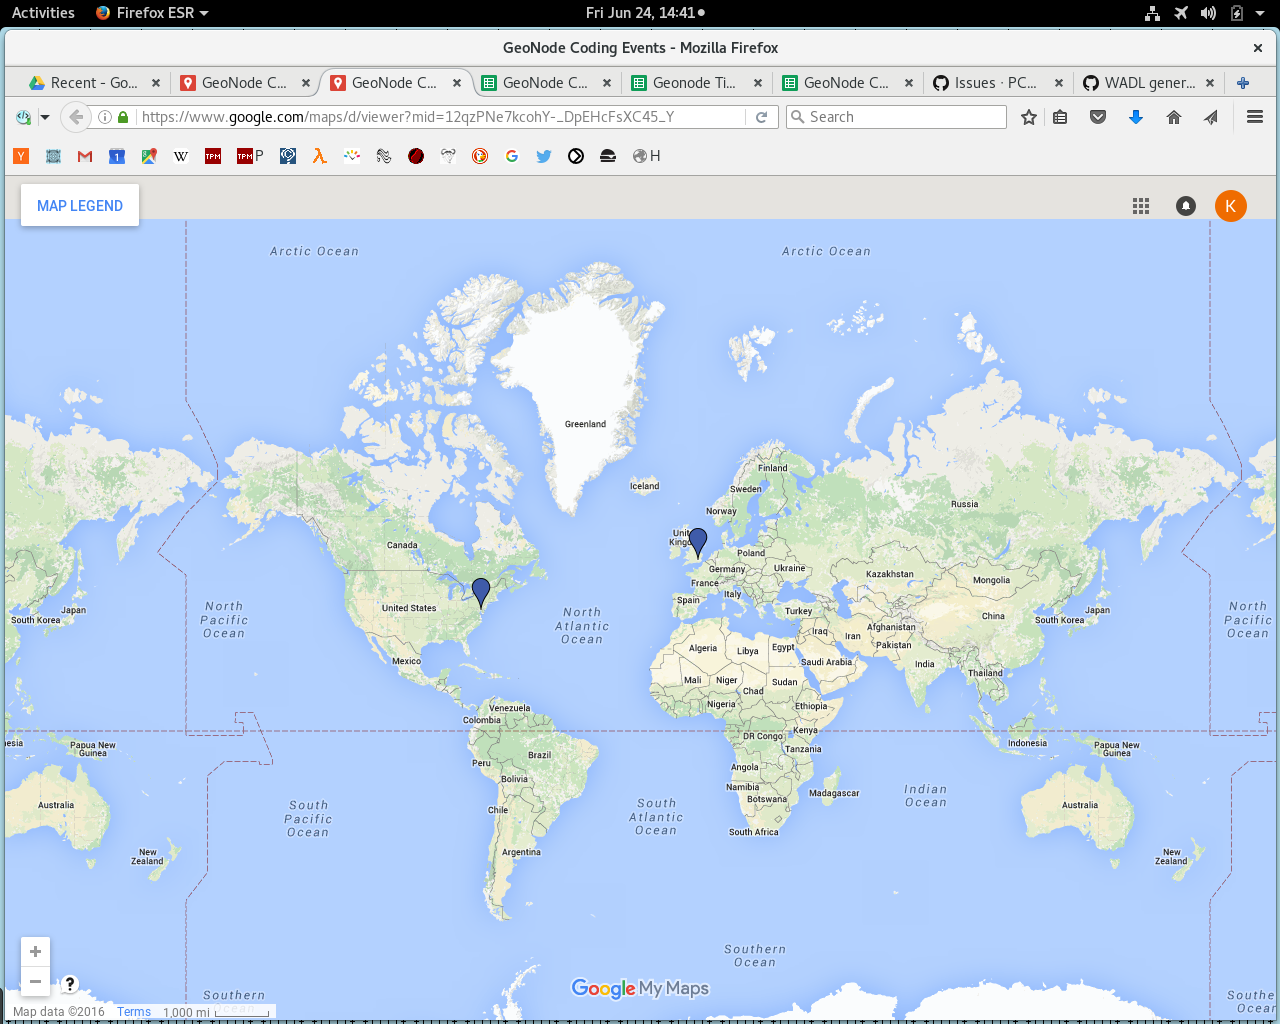 Activities Firefox ESR Fri Jun 24, 14:41
GeoNode Coding Events - Mozilla Firefox
Recent - Go... GeoNode C... GeoNode C... GeoNode C... Geonode Ti... GeoNode C... Issues · PC... WADL gener...
https://www.google.com/maps/d/viewer?mid=12qzPNe7kcohY-_DpEHcFsXC45_Y Search
Y M 1 W TPM TPM P λ G H
MAP LEGEND K
Arctic Ocean Arctic Ocean
Greenland
Finland
Iceland Sweden
Russia
Norway
Canada
Poland
Germany Ukraine
Kazakhstan
Mongolia
France
Italy
Spain
United States
Turkey
China
Japan Japan
South Korea South Korea
North
Pacific
Ocean
North
Atlantic
Ocean
North
Pacific
Ocean
Iraq Iran Afghanistan
Pakistan
Algeria Libya Egypt
Saudi Arabia India
Mexico
Thailand
Mali Niger Chad Sudan
Nigeria Ethiopia
Venezuela
Colombia
Kenya
DR Congo
Tanzania
nesia Papua New
Guinea
Indonesia Papua New
Guinea
Brazil
Peru
Bolivia
Angola
Namibia
Botswana
Madagascar
Indian
Ocean
Australia Australia
Chile
South
Pacific
Ocean
South
Atlantic
Ocean
South Africa
Argentina
New
Zealand
New
Zealand
Southern
Ocean
Southern
Ocean
Southe
Oce
+
− ?
Google My Maps
Map data ©2016 Terms 1,000 mi